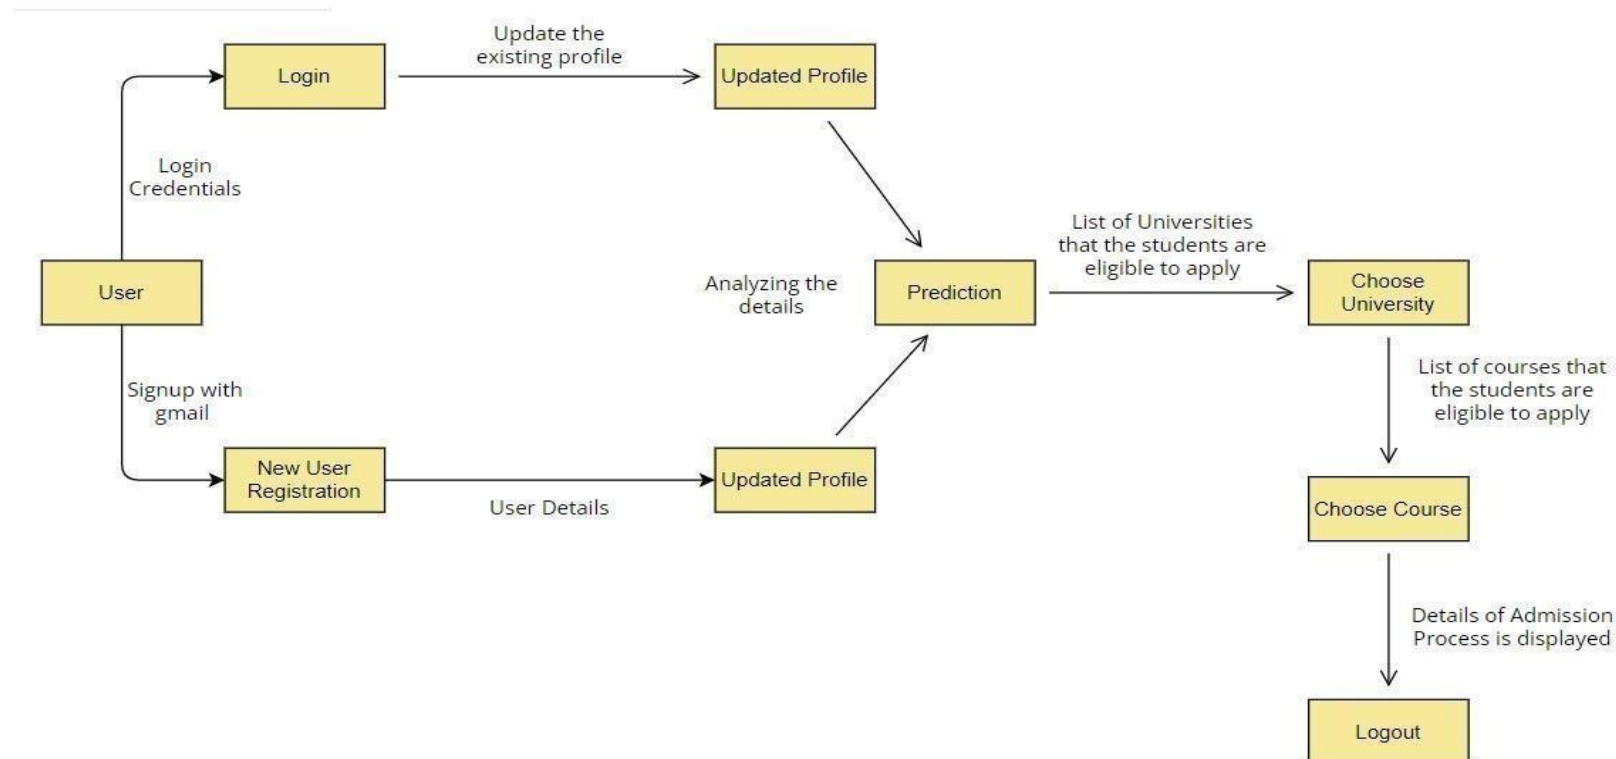 Update the
existing profile
Login
Updated Profile
Login
Credentials
List of Universities
that the students are
eligible to apply
User
Analyzing the
details
Prediction
Choose
University
Signup with
gmail
List of courses that
the students are
eligible to apply
New User
Registration
User Details
Updated Profile
Choose Course
Details of Admission
Process is displayed
Logout